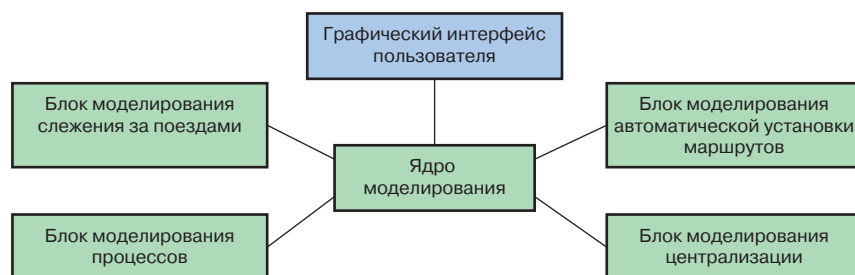 Графический интерфейс
пользователя
Блок моделирования
слежения за поездами
Блок моделирования
автоматической установки
маршрутов
Ядро
моделирования
Блок моделирования
процессов
Блок моделирования
централизации